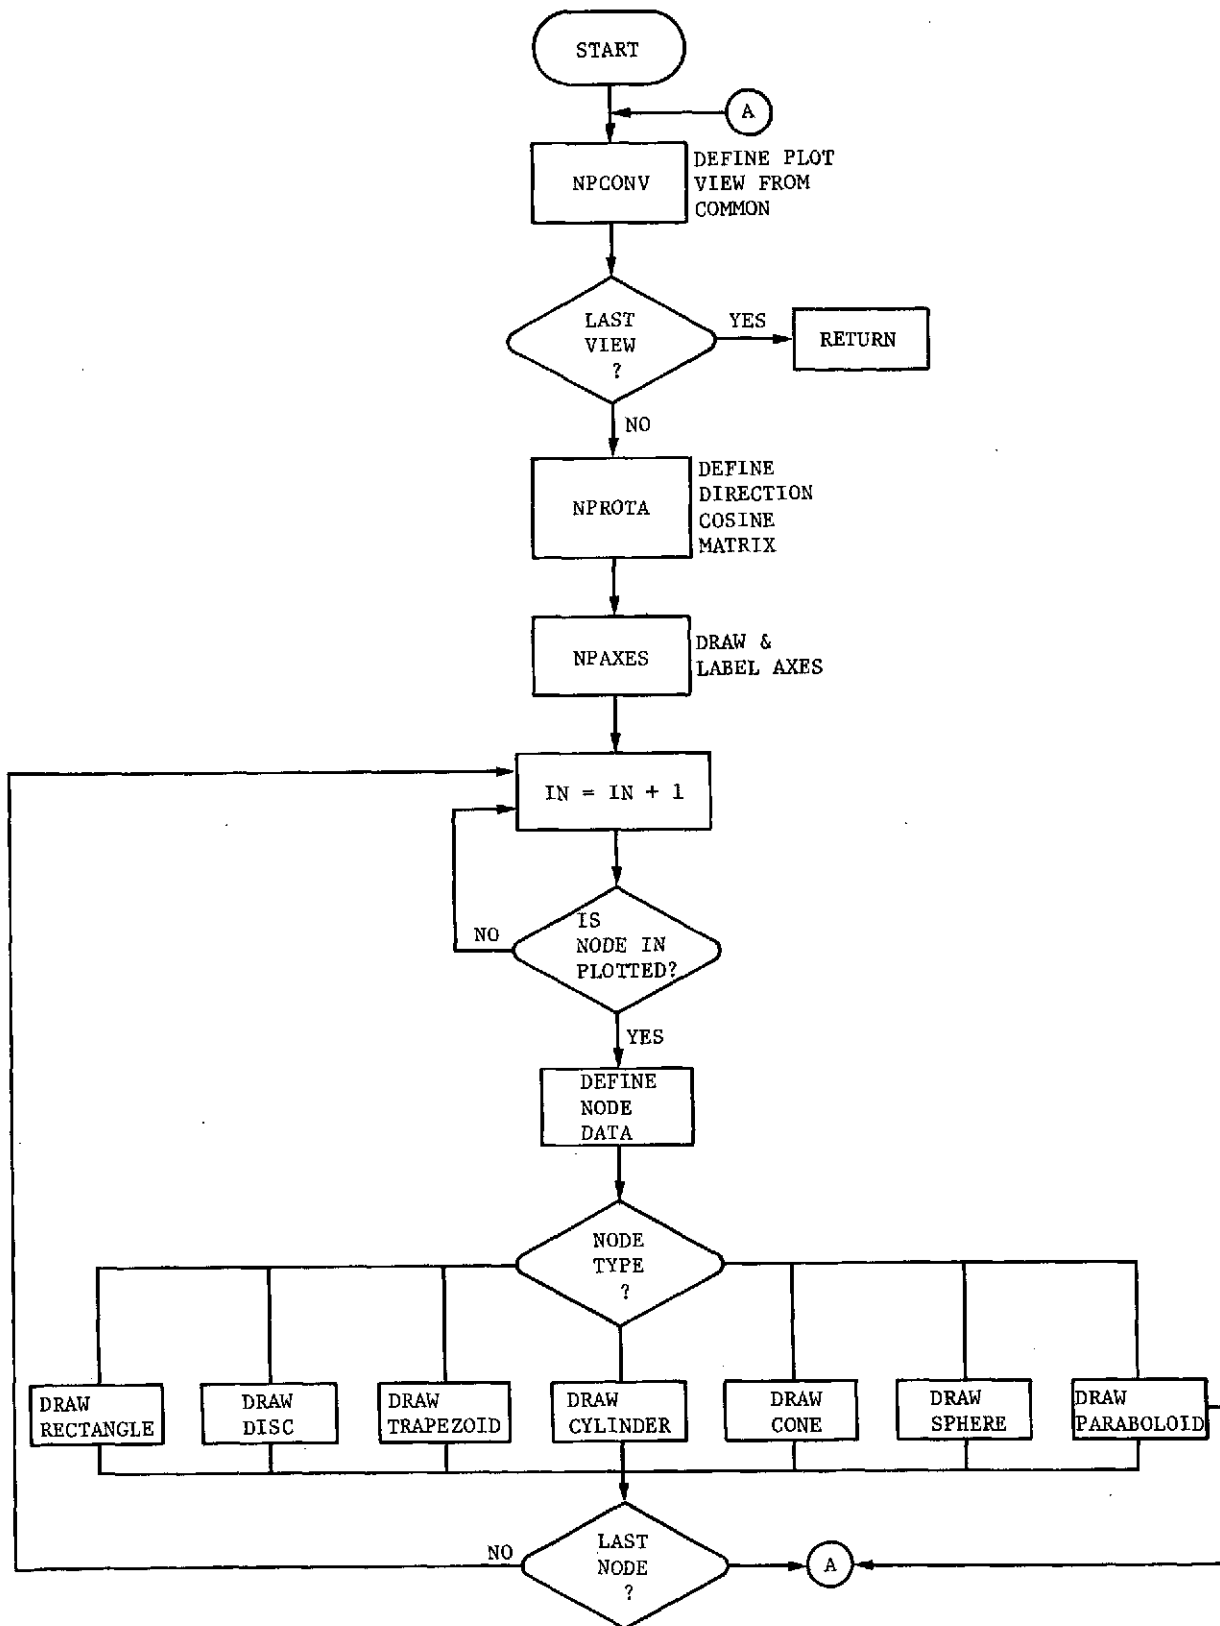 START
A
NPCONV
DEFINE PLOT
VIEW FROM
COMMON
LAST
VIEW
?
YES
RETURN
NO
NPROTA
DEFINE
DIRECTION
COSINE
MATRIX
NPAXES
DRAW &
LABEL AXES
IN = IN + 1
IS
NODE IN
PLOTTED?
NO
YES
DEFINE
NODE
DATA
NODE
TYPE
?
DRAW
RECTANGLE
DRAW
DISC
DRAW
TRAPEZOID
DRAW
CYLINDER
DRAW
CONE
DRAW
SPHERE
DRAW
PARABOLOID
LAST
NODE
?
NO
A